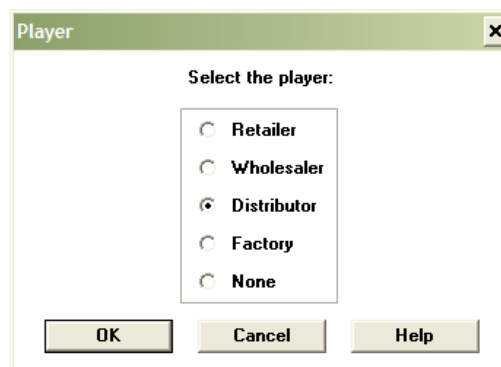 Player
Select the player:
Retailer
Wholesaler
Distributor
Factory
None
OK Cancel Help